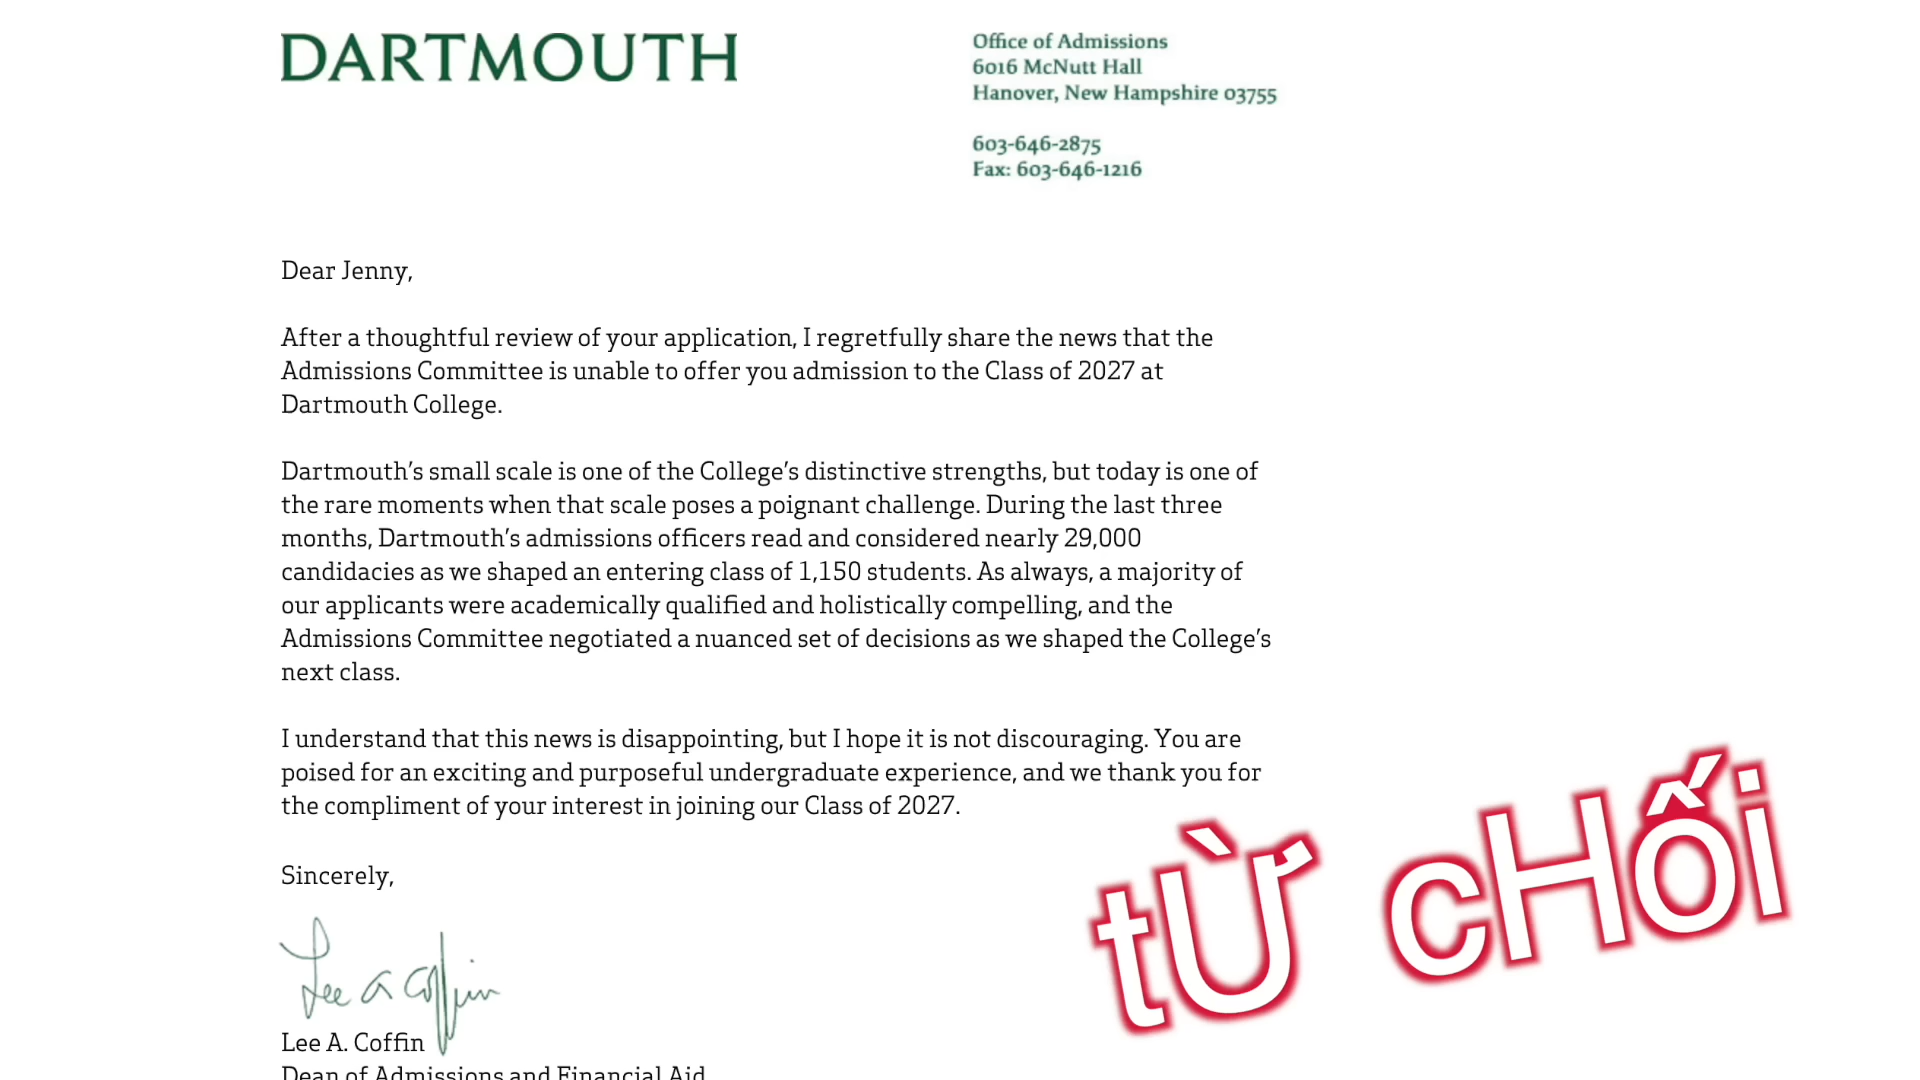 DARTMOUTH
Office of Admissions
6016 McNutt Hall
Hanover, New Hampshire 03755
603-646-2875
Fax: 603-646-1216
Dear Jenny,
After a thoughtful review of your application, I regretfully share the news that the
Admissions Committee is unable to offer you admission to the Class of 2027 at
Dartmouth College.
Dartmouth’s small scale is one of the College’s distinctive strengths, but today is one of
the rare moments when that scale poses a poignant challenge. During the last three
months, Dartmouth’s admissions officers read and considered nearly 29,000
candidacies as we shaped an entering class of 1,150 students. As always, a majority of
our applicants were academically qualified and holistically compelling, and the
Admissions Committee negotiated a nuanced set of decisions as we shaped the College’s
next class.
I understand that this news is disappointing, but I hope it is not discouraging. You are
poised for an exciting and purposeful undergraduate experience, and we thank you for
the compliment of your interest in joining our Class of 2027.
Sincerely,
Lee A Coffin
Lee A. Coffin
Dean of Admissions and Financial Aid
tỪ cHối